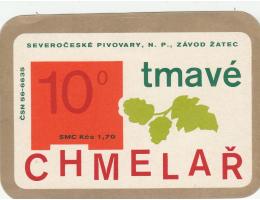 SEVEROČESKÉ PIVOVARY, N. P., ZÁVOD ŽATEC
10°
tmavé
ČSN 56-6635
SMC Kčs 1,70
CHMELAŘ